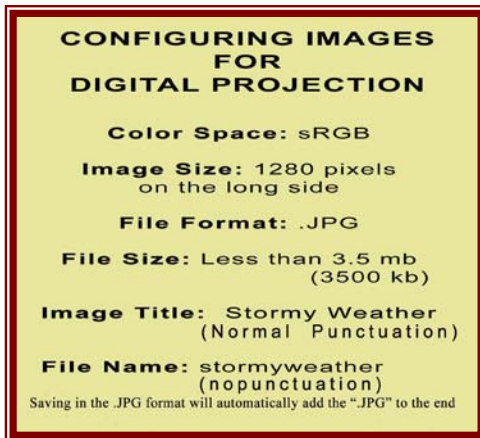 CONFIGURING IMAGES
FOR
DIGITAL PROJECTION
Color Space: sRGB
Image Size: 1280 pixels
on the long side
File Format: .JPG
File Size: Less than 3.5 mb
(3500 kb)
Image Title: Stormy Weather
(Normal Punctuation)
File Name: stormyweather
(nopunctuation)
Saving in the .JPG format will automatically add the “.JPG” to the end